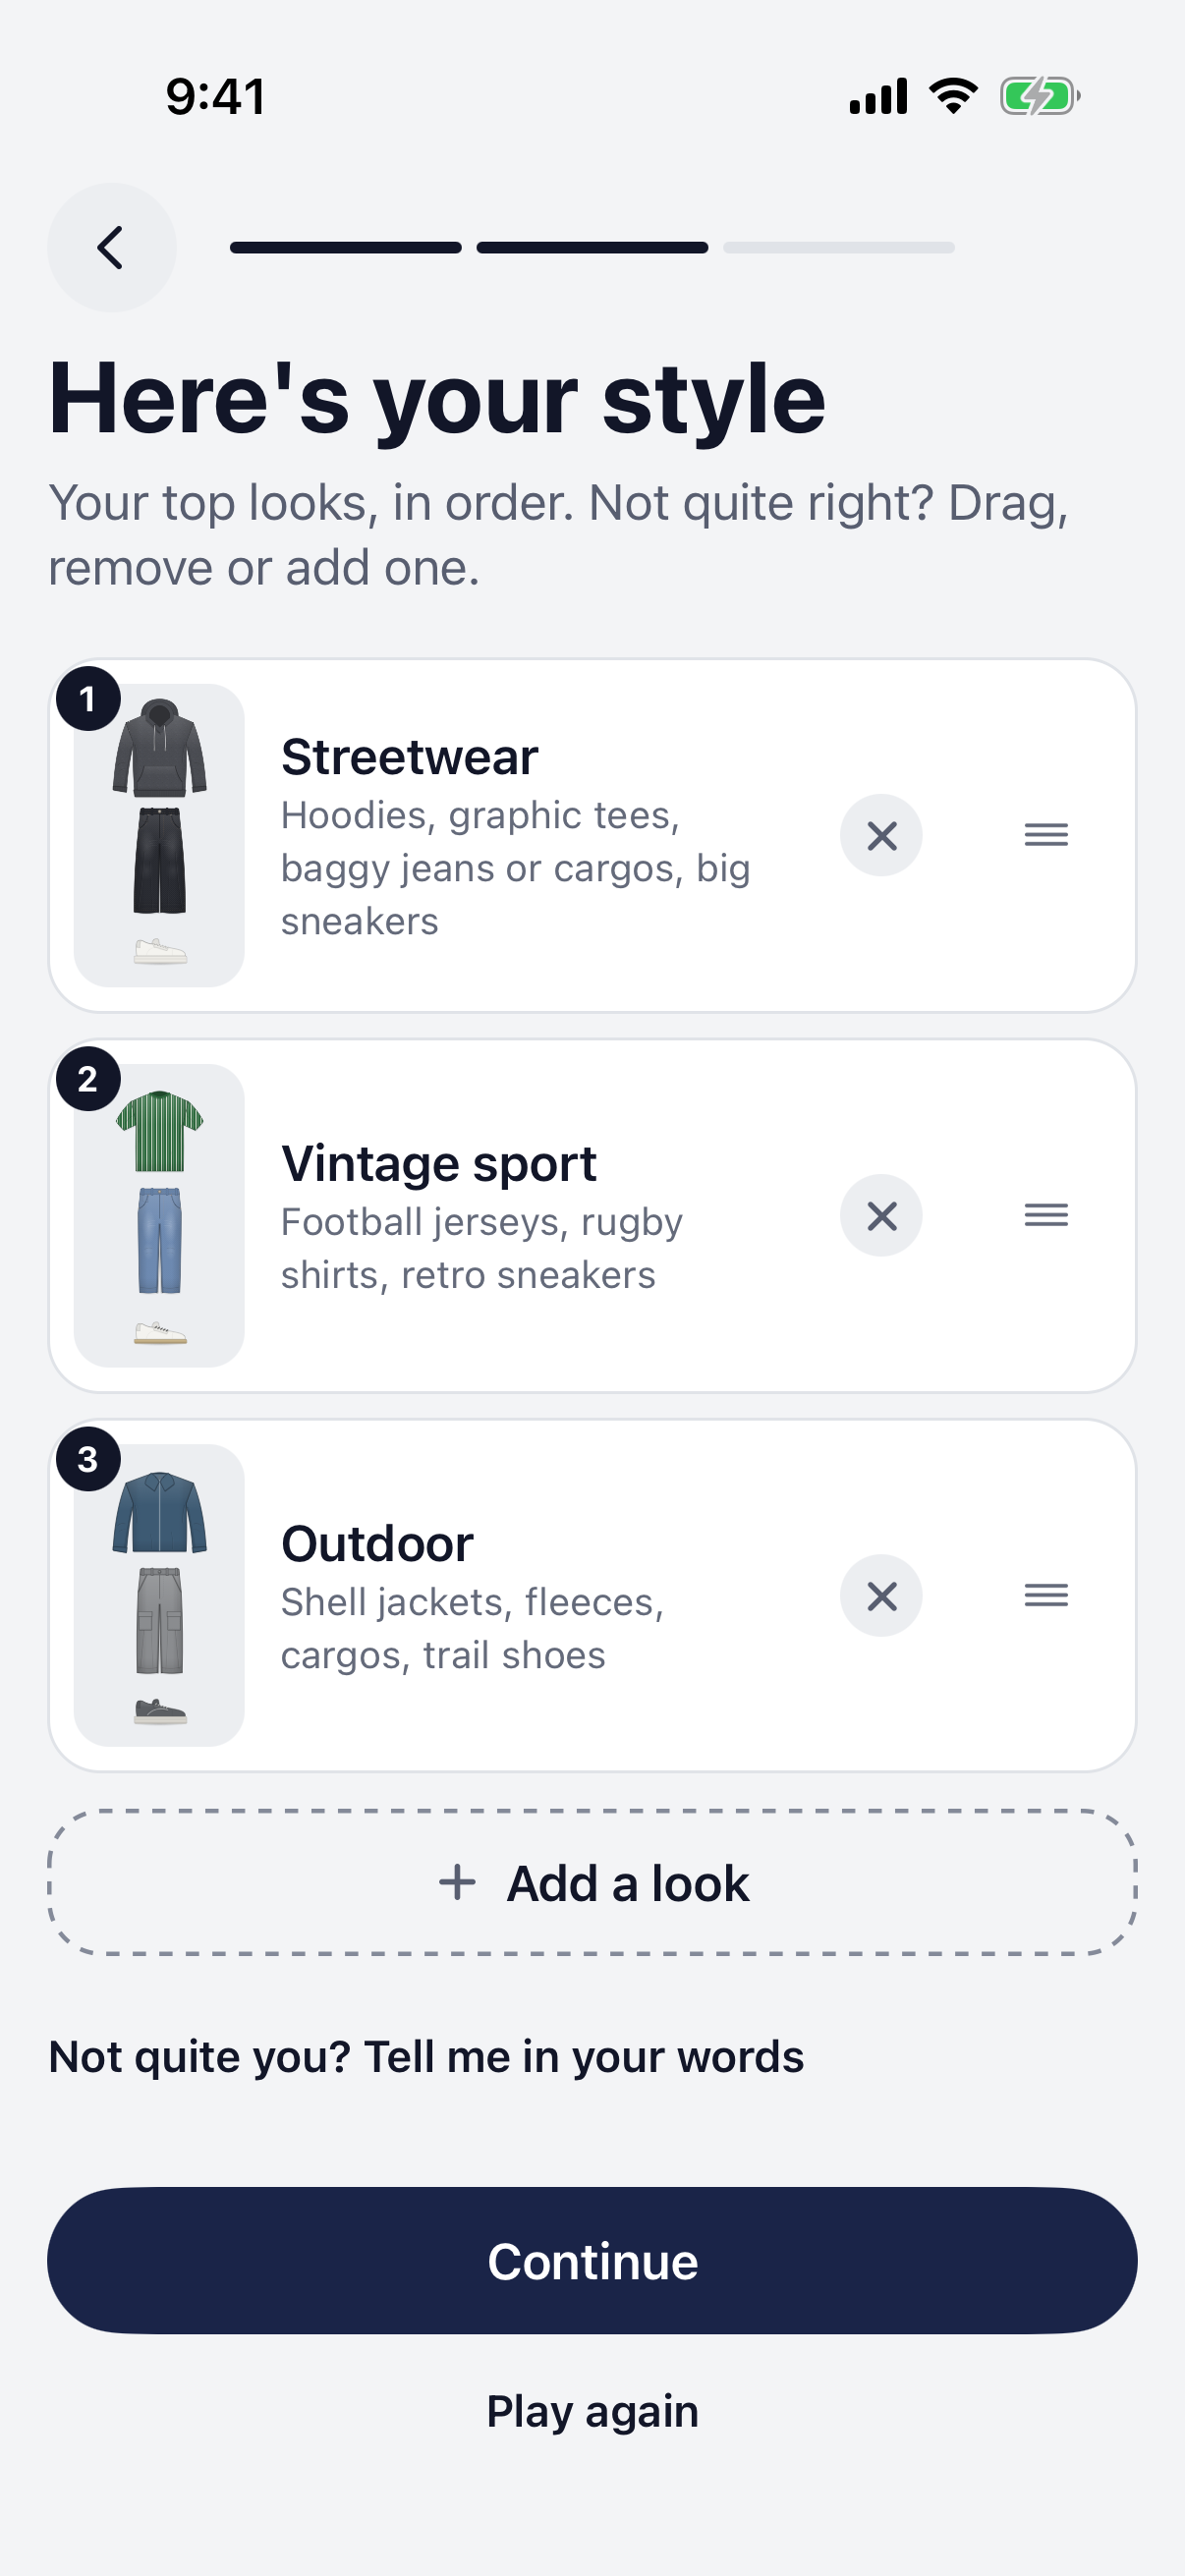 9:41
Here's your style
Your top looks, in order. Not quite right? Drag,
remove or add one.
1
Streetwear
Hoodies, graphic tees,
baggy jeans or cargos, big
sneakers
2
Vintage sport
Football jerseys, rugby
shirts, retro sneakers
3
Outdoor
Shell jackets, fleeces,
cargos, trail shoes
+ Add a look
Not quite you? Tell me in your words
Continue
Play again